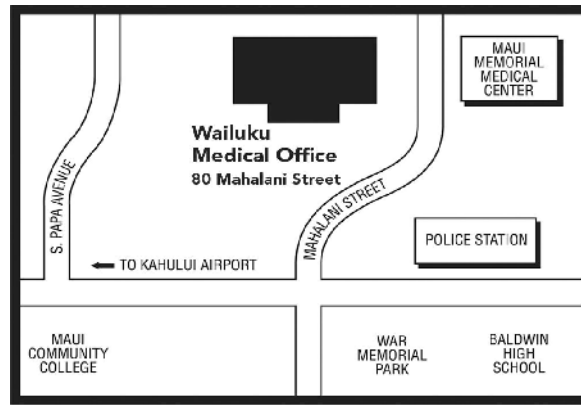 MAUI
MEMORIAL
MEDICAL
CENTER
Wailuku
Medical Office
80 Mahalani Street
S. PAPA AVENUE
MAHALANI STREET
POLICE STATION
TO KAHULUI AIRPORT
MAUI
COMMUNITY
COLLEGE
WAR
MEMORIAL
PARK
BALDWIN
HIGH
SCHOOL